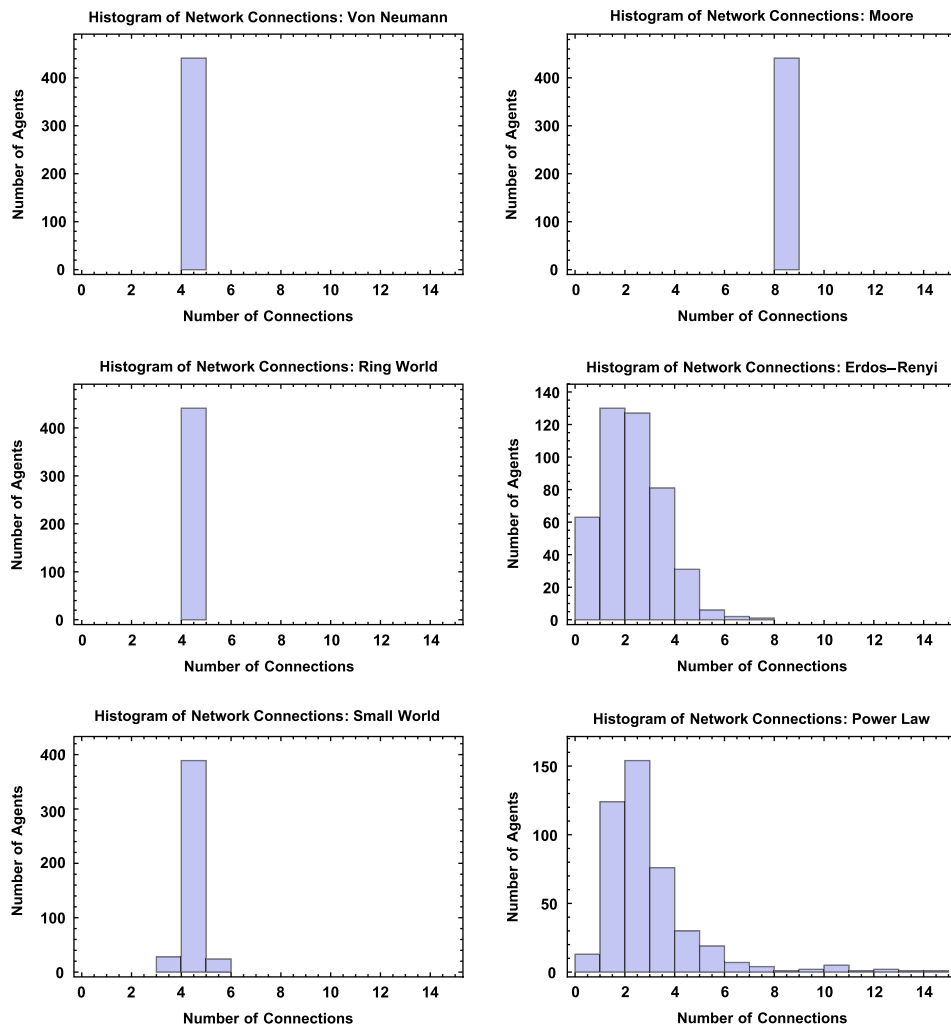 Histogram of Network Connections: Von Neumann
Number of Agents
400
300
200
100
0
0 2 4 6 8 10 12 14
Number of Connections
Histogram of Network Connections: Moore
Number of Agents
400
300
200
100
0
0 2 4 6 8 10 12 14
Number of Connections
Histogram of Network Connections: Ring World
Number of Agents
400
300
200
100
0
0 2 4 6 8 10 12 14
Number of Connections
Histogram of Network Connections: Erdos–Renyi
Number of Agents
140
120
100
80
60
40
20
0
0 2 4 6 8 10 12 14
Number of Connections
Histogram of Network Connections: Small World
Number of Agents
400
300
200
100
0
0 2 4 6 8 10 12 14
Number of Connections
Histogram of Network Connections: Power Law
Number of Agents
150
100
50
0
0 2 4 6 8 10 12 14
Number of Connections